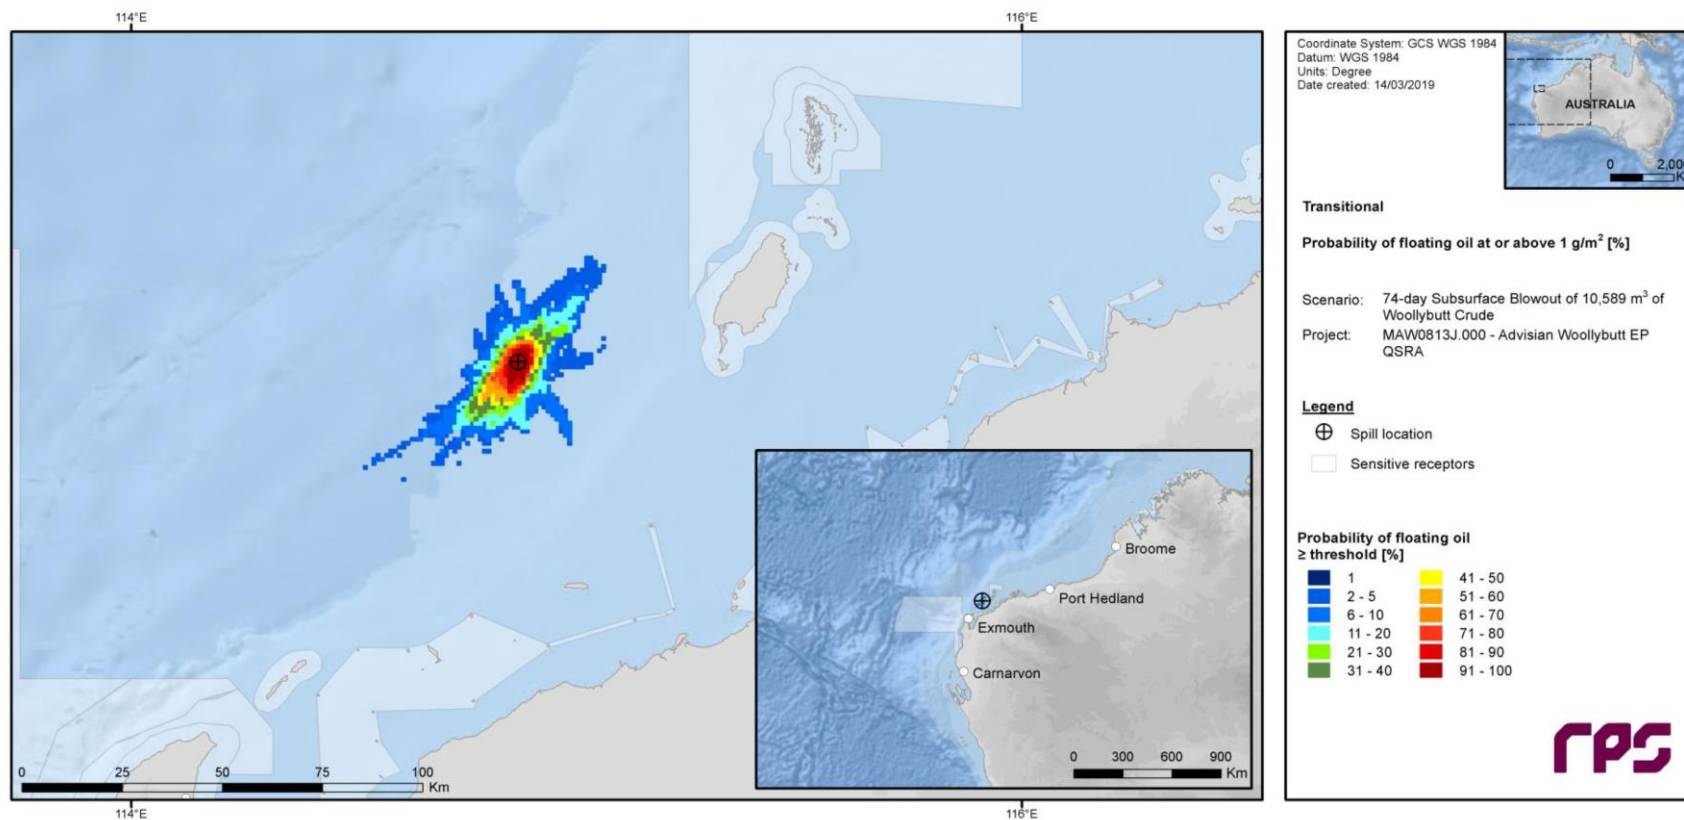 114°E
116°E
Coordinate System: GCS WGS 1984
Datum: WGS 1984
Units: Degree
Date created: 14/03/2019
AUSTRALIA
0
Transitional
Probability of floating oil at or above 1 g/m² [%]
Scenario: 74-day Subsurface Blowout of 10,589 m³ of
Woollybutt Crude
Project: MAW0813J.000 - Advisian Woollybutt EP
QSRA
Legend
Spill location
Sensitive receptors
Probability of floating oil
≥ threshold [%]
1 41 - 50
2 - 5 51 - 60
6 - 10 61 - 70
11 - 20 71 - 80
21 - 30 81 - 90
31 - 40 91 - 100
rps
Broome
Port Hedland
Exmouth
Carnarvon
0 300 600 900
Km
0 25 50 75 100
Km
114°E
116°E